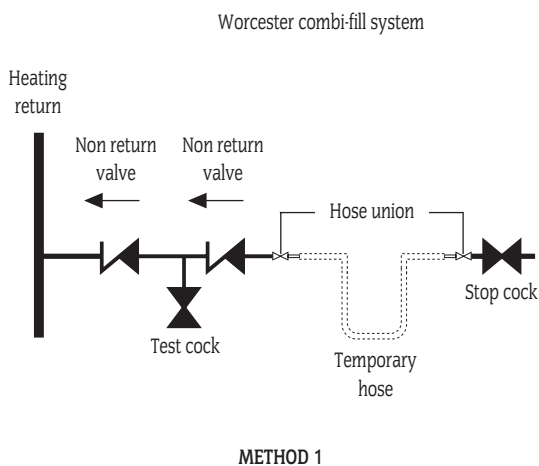 Worcester combi-fill system
Heating
return
Non return
valve
Non return
valve
Hose union
Stop cock
Test cock
Temporary
hose
METHOD 1